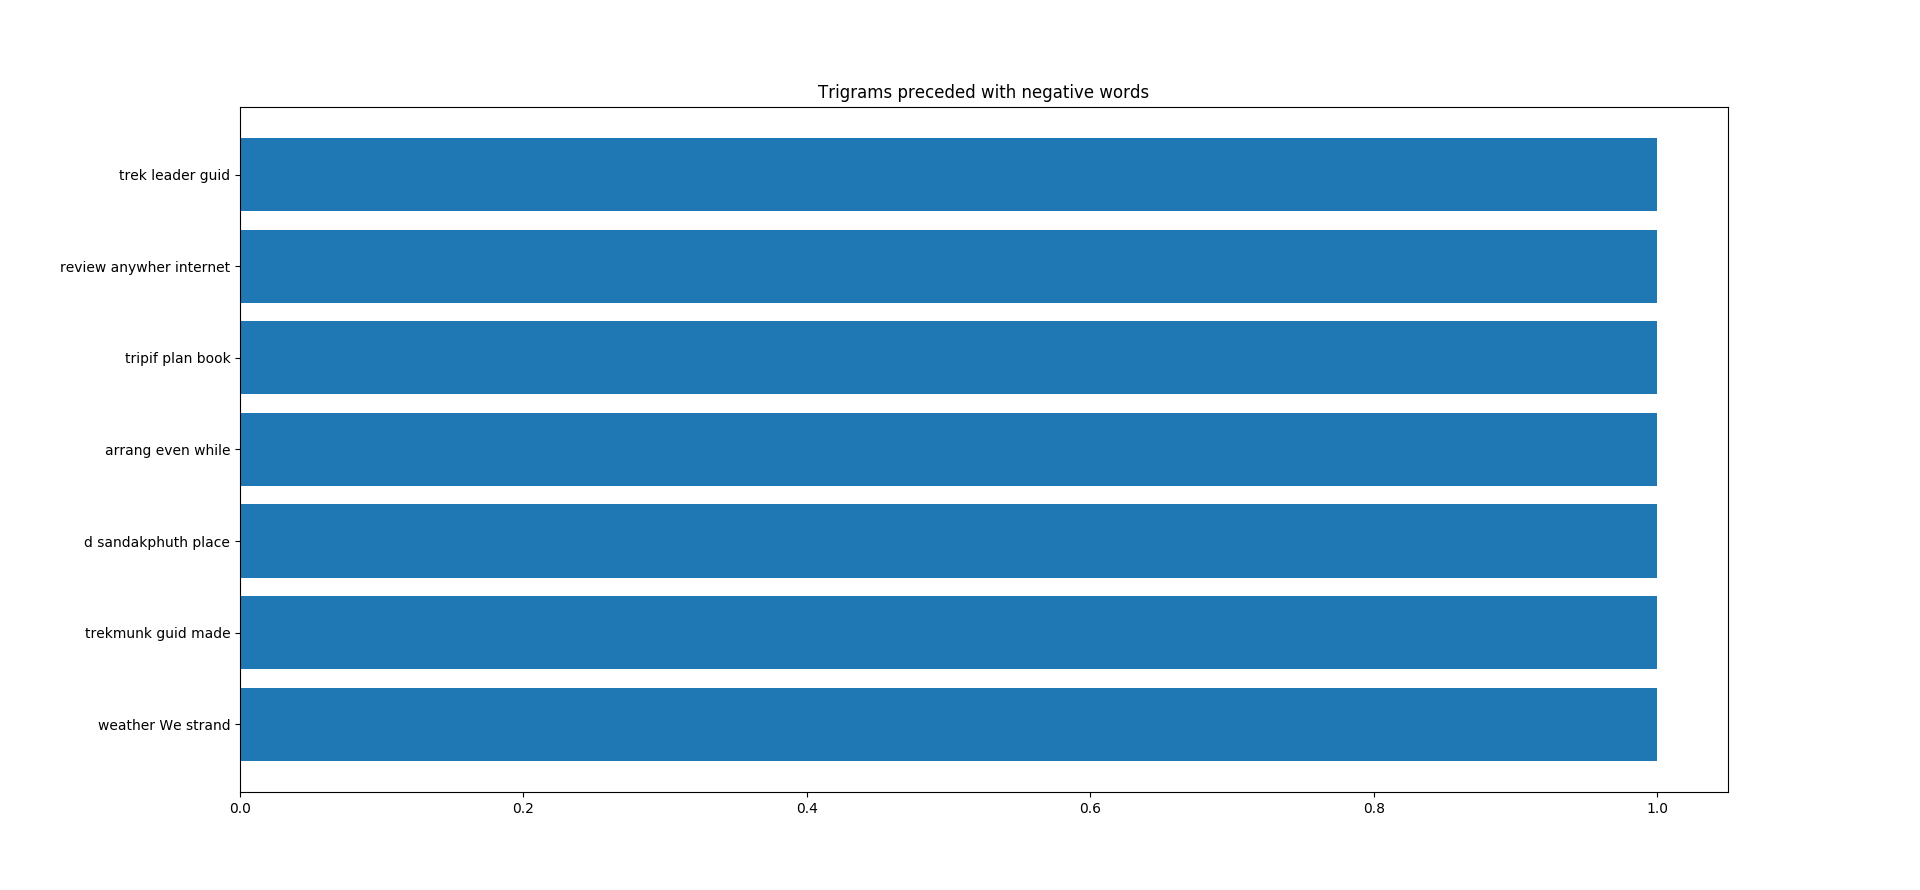 Trigrams preceded with negative words
trek leader guid
review anywher internet
tripif plan book
arrang even while
d sandakphuth place
trekmunk guid made
weather We strand
0.0 0.2 0.4 0.6 0.8 1.0